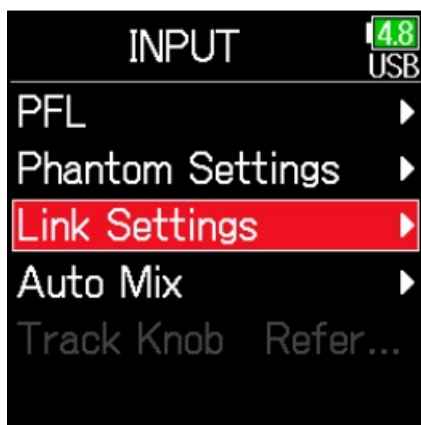 INPUT
4.8
USB
PFL
Phantom Settings
Link Settings
Auto Mix
Track Knob Refer...